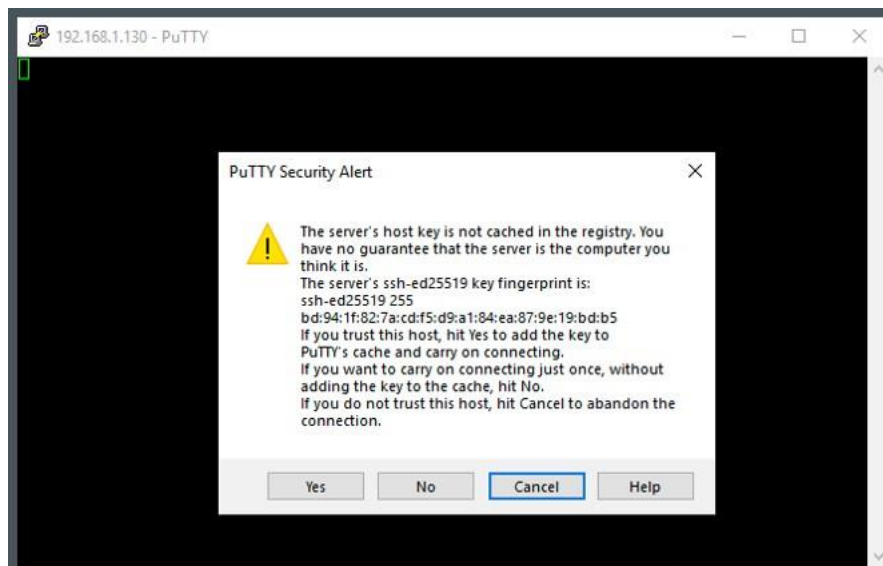 192.168.1.130 - PuTTY
PuTTY Security Alert
The server's host key is not cached in the registry. You
have no guarantee that the server is the computer you
think it is.
The server's ssh-ed25519 key fingerprint is:
ssh-ed25519 255
bd:94:1f:82:7a:cd:f5:d9:a1:84:ea:87:9e:19:bd:b5
If you trust this host, hit Yes to add the key to
PuTTY's cache and carry on connecting.
If you want to carry on connecting just once, without
adding the key to the cache, hit No.
If you do not trust this host, hit Cancel to abandon the
connection.
Yes No Cancel Help